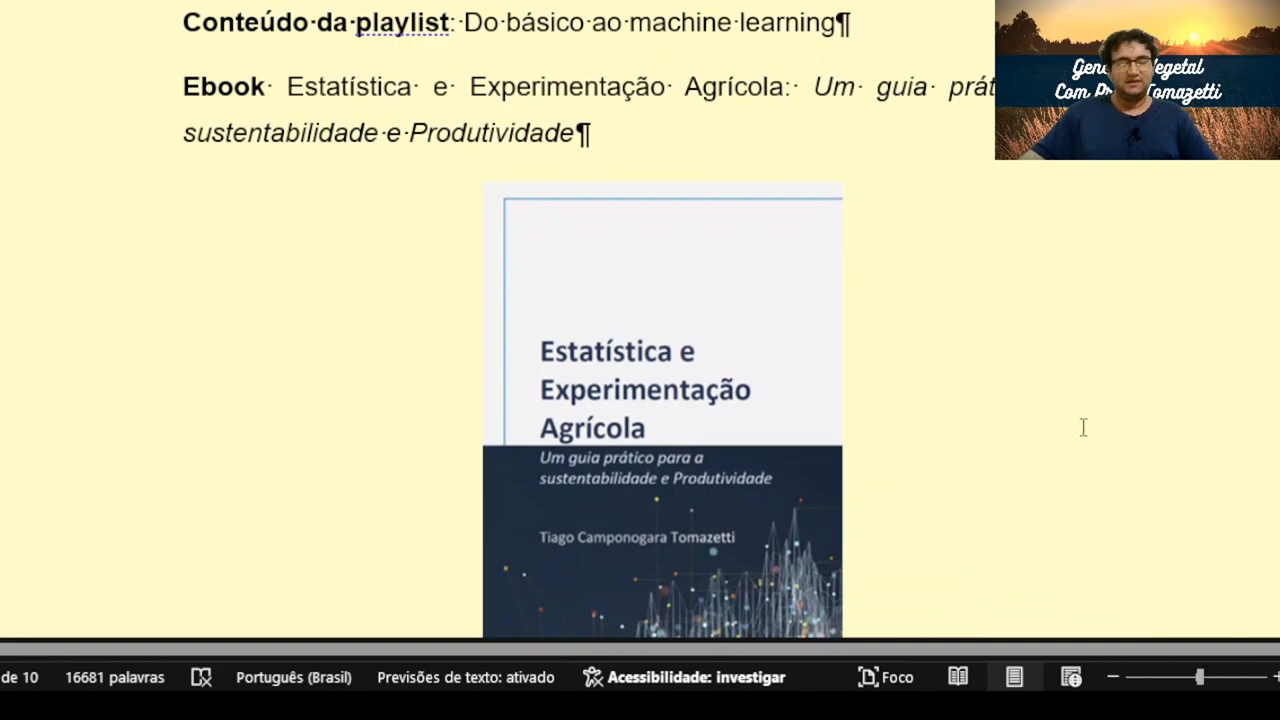 Conteúdo·da·playlist:·Do·básico·ao·machine·learning¶
Ebook· Estatística· e· Experimentação· Agrícola:· Um· guia·
sustentabilidade·e·Produtividade¶
Com Tomazetti
Estatística e
Experimentação
Agrícola
Um guia prático para a
sustentabilidade e Produtividade
Tiago Camponogara Tomazetti
de 10 16681 palavras Português (Brasil) Previsões de texto: ativado Acessibilidade: investigar Foco